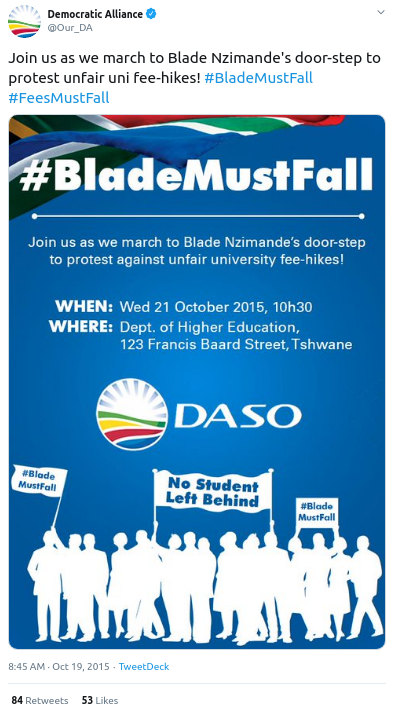 Democratic Alliance
@Our_DA
Join us as we march to Blade Nzimande's door-step to
protest unfair uni fee-hikes! #BladeMustFall
#FeesMustFall
#BladeMustFall
Join us as we march to Blade Nzimande's door-step
to protest against unfair university fee-hikes!
WHEN: Wed 21 October 2015, 10h30
WHERE: Dept. of Higher Education,
123 Francis Baard Street, Tshwane
DASO
#Blade
MustFall
No Student
Left Behind
#Blade
MustFall
8:45 AM · Oct 19, 2015 · TweetDeck
84 Retweets 53 Likes